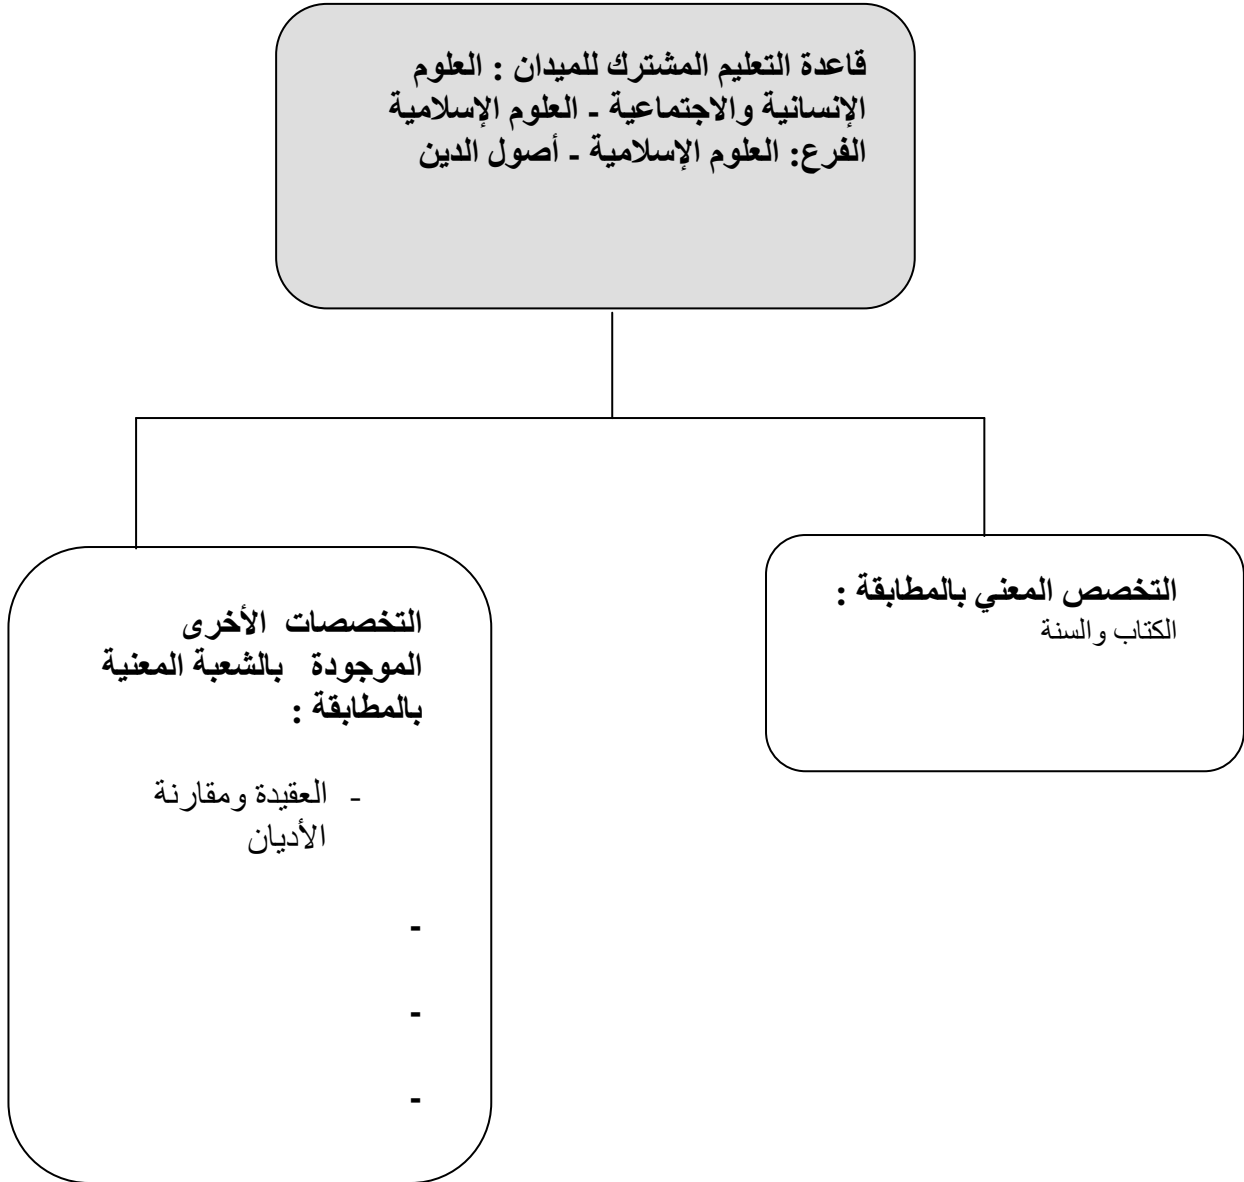 قاعدة التعليم المشترك للميدان : العلوم
الإنسانية والاجتماعية - العلوم الإسلامية
الفرع: العلوم الإسلامية - أصول الدين
التخصص المعني بالمطابقة :
الكتاب والسنة
التخصصات الأخرى
الموجودة بالشعبة المعنية
بالمطابقة :
- العقيدة ومقارنة
الأديان
-
-
-